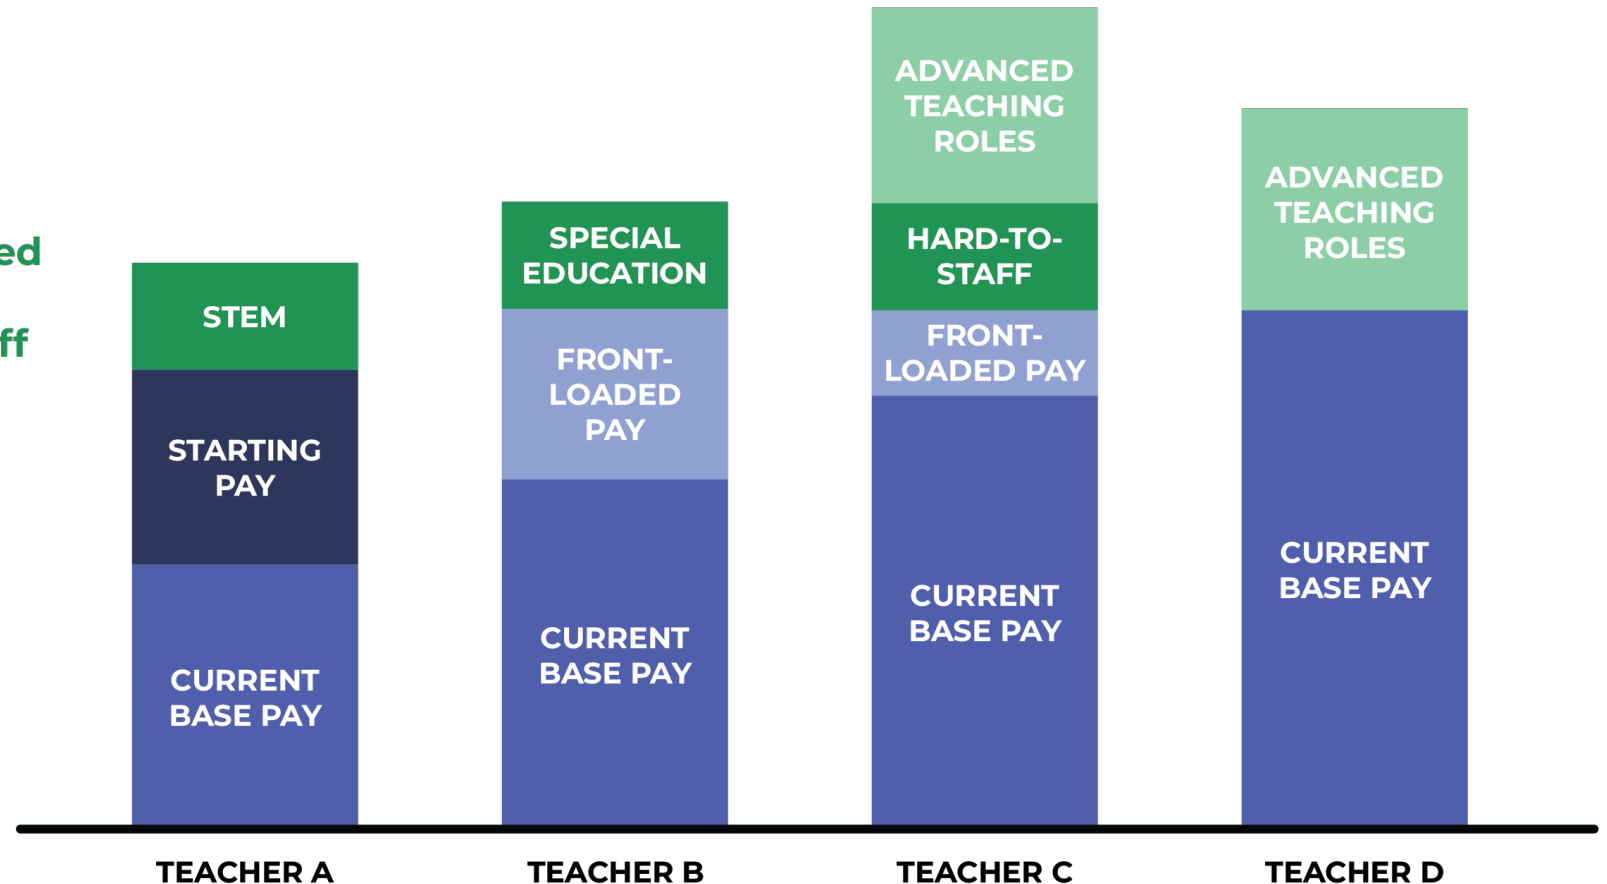 ed
ff
STEM
STARTING
PAY
CURRENT
BASE PAY
TEACHER A
SPECIAL
EDUCATION
FRONT-
LOADED
PAY
CURRENT
BASE PAY
TEACHER B
ADVANCED
TEACHING
ROLES
HARD-TO-
STAFF
FRONT-
LOADED PAY
CURRENT
BASE PAY
TEACHER C
ADVANCED
TEACHING
ROLES
CURRENT
BASE PAY
TEACHER D